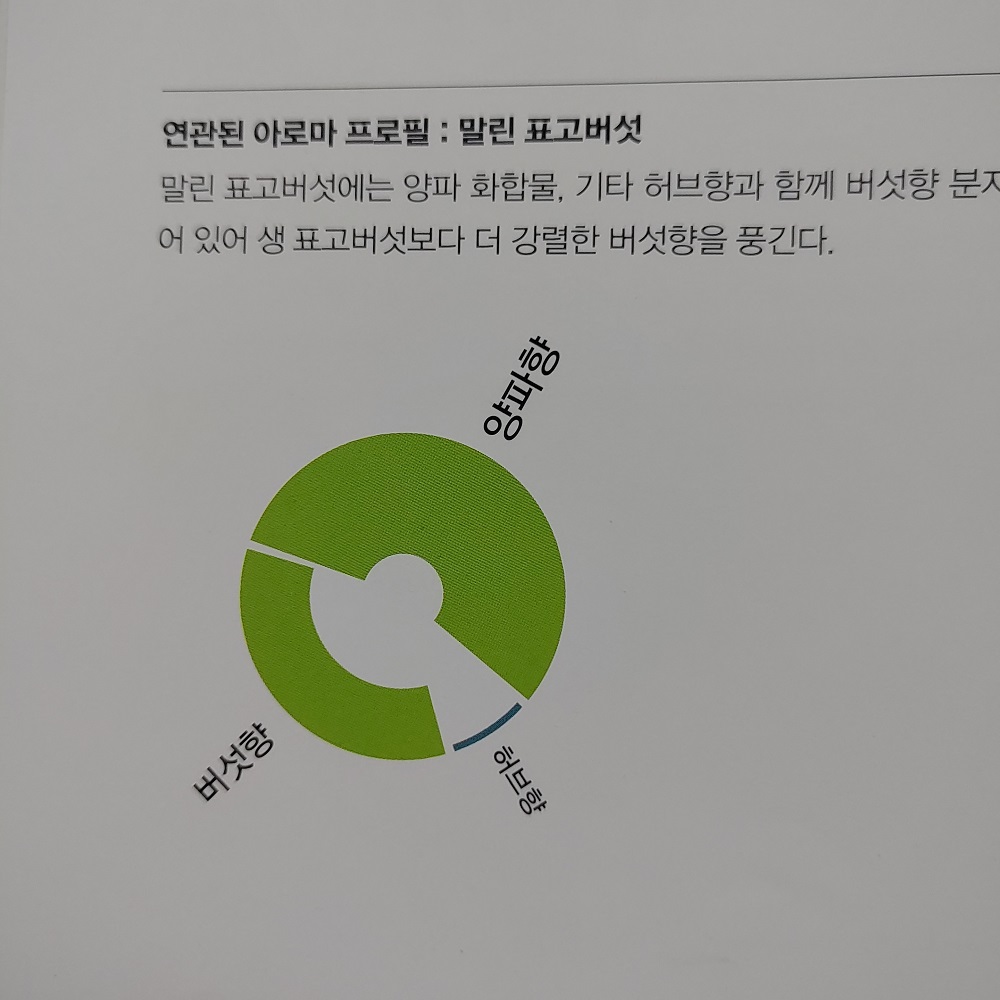 연관된 아로마 프로필 : 말린 표고버섯
말린 표고버섯에는 양파 화합물, 기타 허브향과 함께 버섯향
어 있어 생 표고버섯보다 더 강렬한 버섯향을 풍긴다.
양파향
버섯향
허브향